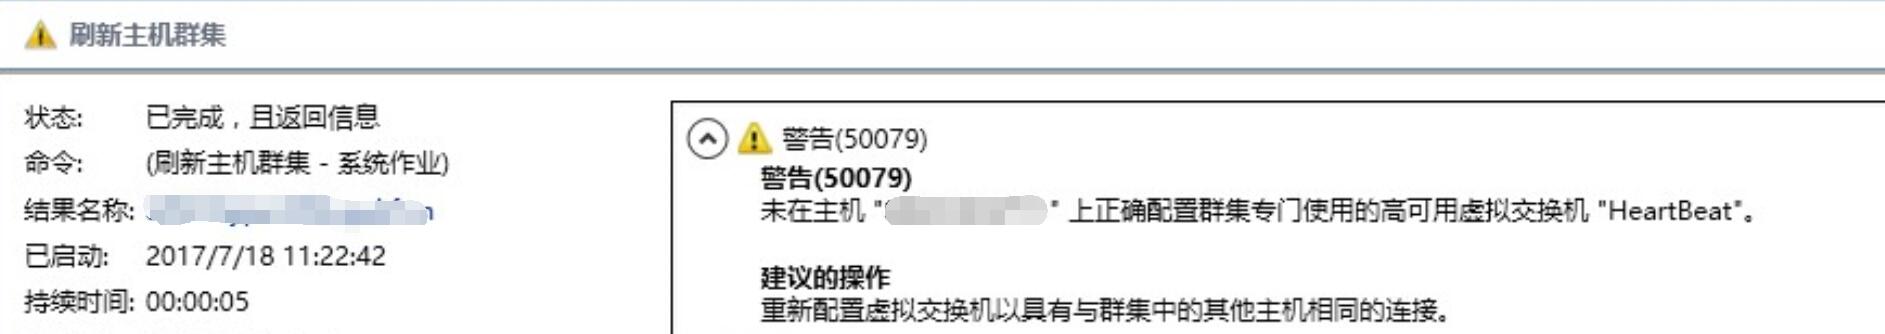 刷新主机群集
状态: 已完成，且返回信息
命令: (刷新主机群集 - 系统作业)
结果名称:
已启动: 2017/7/18 11:22:42
持续时间: 00:00:05
警告(50079)
警告(50079)
未在主机 " " 上正确配置群集专门使用的高可用虚拟交换机 "HeartBeat"。
建议的操作
重新配置虚拟交换机以具有与群集中的其他主机相同的连接。